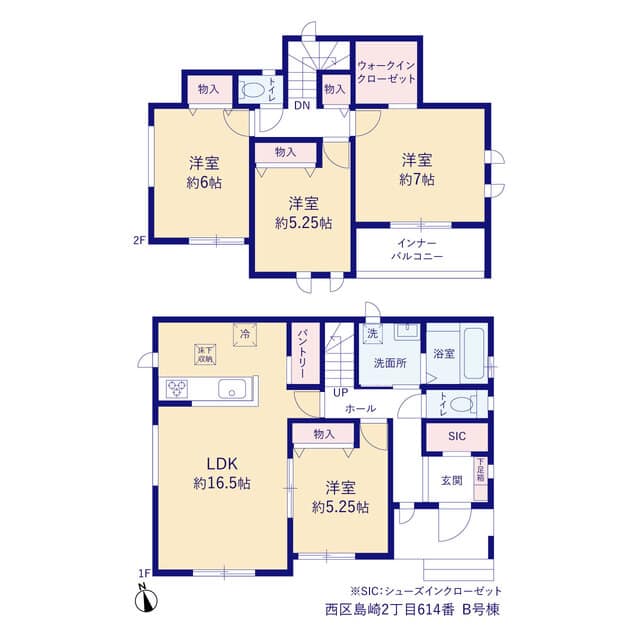 ウォークイン
クローゼット
物入
トイレ
物入
DN
洋室
約6帖
物入
洋室
約5.25帖
洋室
約7帖
2F
インナー
バルコニー
冷
床下
収納
パントリー
UP
洗
洗面所
浴室
ホール
トイレ
物入
SIC
LDK
約16.5帖
洋室
約5.25帖
玄関
下足箱
1F
N
※SIC:シューズインクローゼット
西区島崎2丁目614番 B号棟